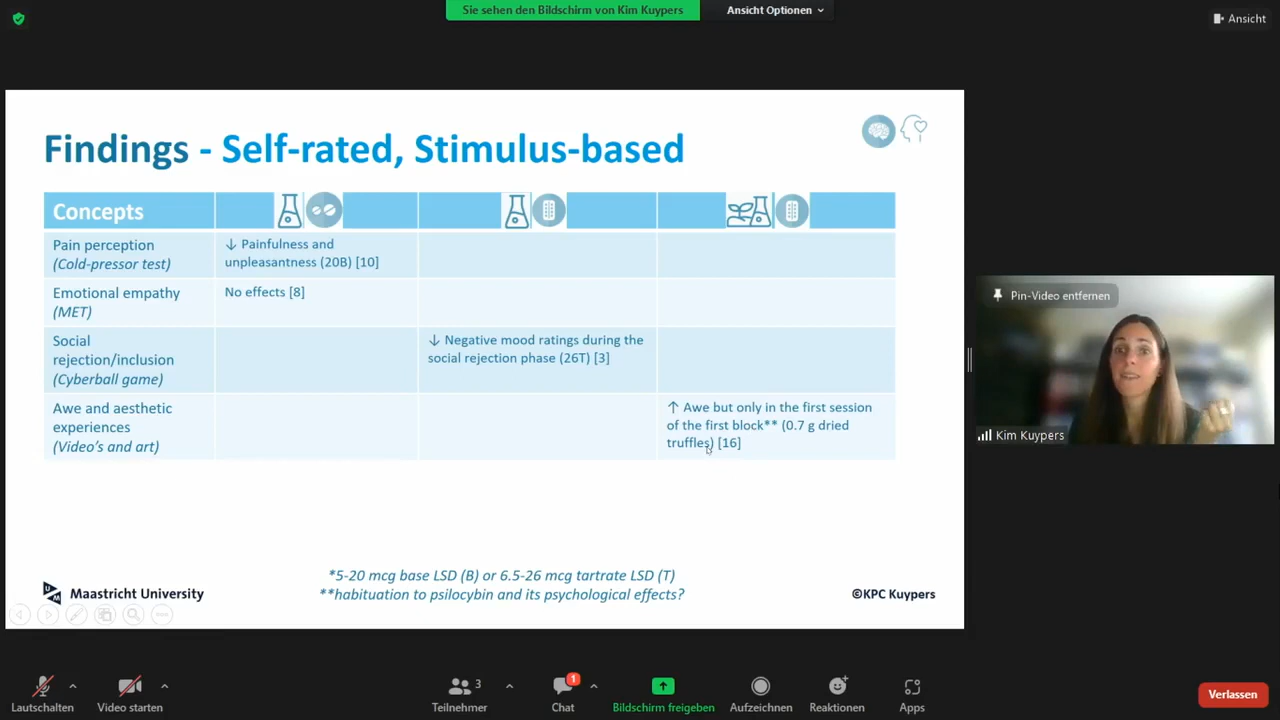 Sie sehen den Bildschirm von Kim Kuypers
Ansicht Optionen
Ansicht
Findings - Self-rated, Stimulus-based
Concepts
Pain perception
(Cold-pressor test)
↓ Painfulness and
unpleasantness (20B) [10]
Emotional empathy
(MET)
No effects [8]
Social
rejection/inclusion
(Cyberball game)
↓ Negative mood ratings during the
social rejection phase (26T) [3]
Awe and aesthetic
experiences
(Video's and art)
↑ Awe but only in the first session
of the first block** (0.7 g dried
truffles) [16]
*5-20 mcg base LSD (B) or 6.5-26 mcg tartrate LSD (T)
**habituation to psilocybin and its psychological effects?
Maastricht University
©KPC Kuypers
Pin-Video entfernen
Kim Kuypers
Lautschalten
Video starten
3
Teilnehmer
1
Chat
Bildschirm freigeben
Aufzeichnen
Reaktionen
Apps
Verlassen